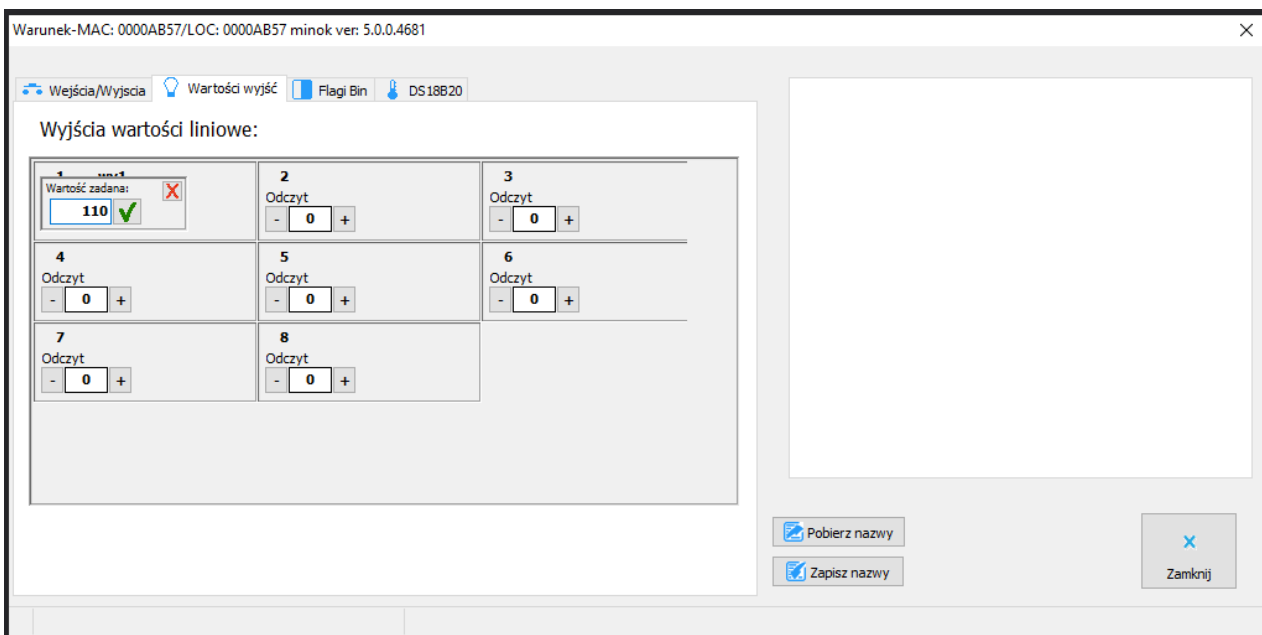 Warunek-MAC: 0000AB57/LOC: 0000AB57 minok ver: 5.0.0.4681
Wejścia/Wyjscia Wartości wyjść Flagi Bin DS18B20
Wyjścia wartości liniowe:
1 wy1
Wartość zadana:
110
2
Odczyt
- 0 +
3
Odczyt
- 0 +
4
Odczyt
- 0 +
5
Odczyt
- 0 +
6
Odczyt
- 0 +
7
Odczyt
- 0 +
8
Odczyt
- 0 +
Pobierz nazwy
Zapisz nazwy
Zamknij